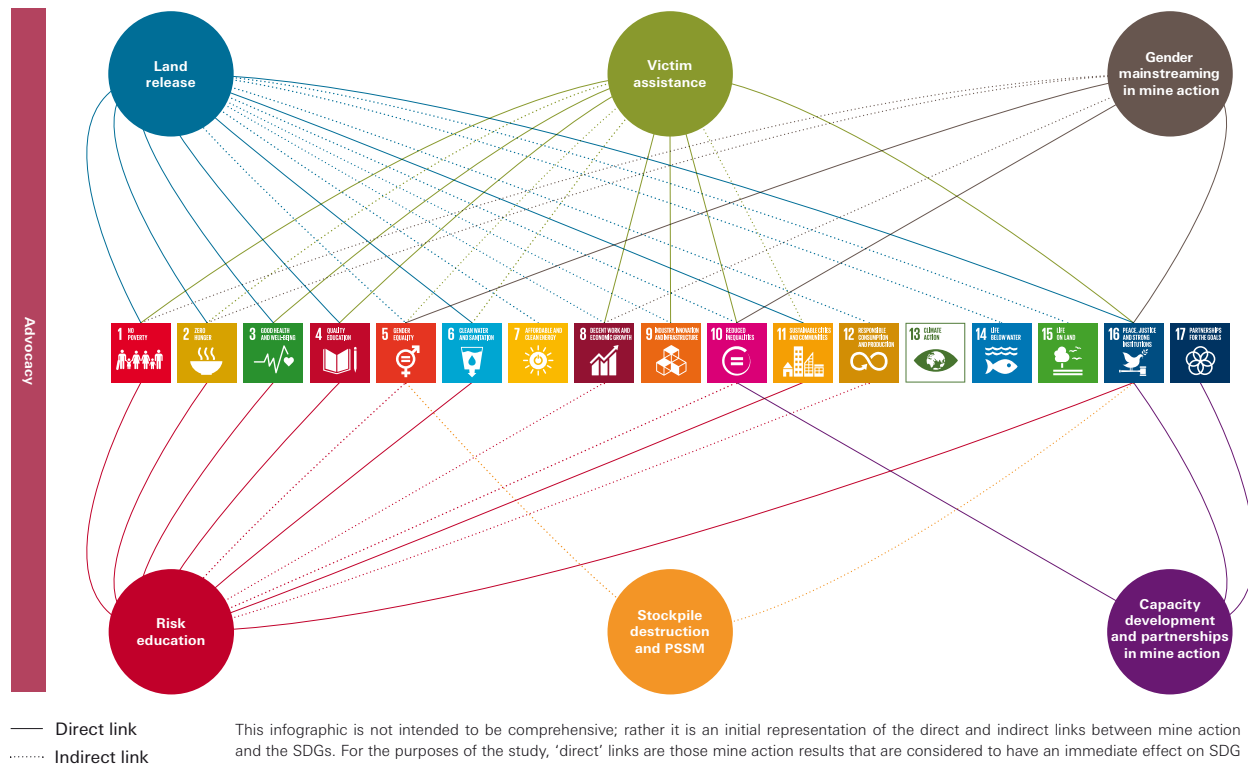 Advocacy
Land
release
Victim
assistance
Gender
mainstreaming
in mine action
1 NO
POVERTY
2 ZERO
HUNGER
3 GOOD HEALTH
AND WELL-BEING
4 QUALITY
EDUCATION
5 GENDER
EQUALITY
6 CLEAN WATER
AND SANITATION
7 AFFORDABLE AND
CLEAN ENERGY
8 DECENT WORK AND
ECONOMIC GROWTH
9 INDUSTRY, INNOVATION
AND INFRASTRUCTURE
10 REDUCED
INEQUALITIES
11 SUSTAINABLE CITIES
AND COMMUNITIES
12 RESPONSIBLE
CONSUMPTION
AND PRODUCTION
13 CLIMATE
ACTION
14 LIFE
BELOW WATER
15 LIFE
ON LAND
16 PEACE, JUSTICE
AND STRONG
INSTITUTIONS
17 PARTNERSHIPS
FOR THE GOALS
Risk
education
Stockpile
destruction
and PSSM
Capacity
development
and partnerships
in mine action
Direct link
Indirect link
This infographic is not intended to be comprehensive; rather it is an initial representation of the direct and indirect links between mine action
and the SDGs. For the purposes of the study, ‘direct’ links are those mine action results that are considered to have an immediate effect on SDG